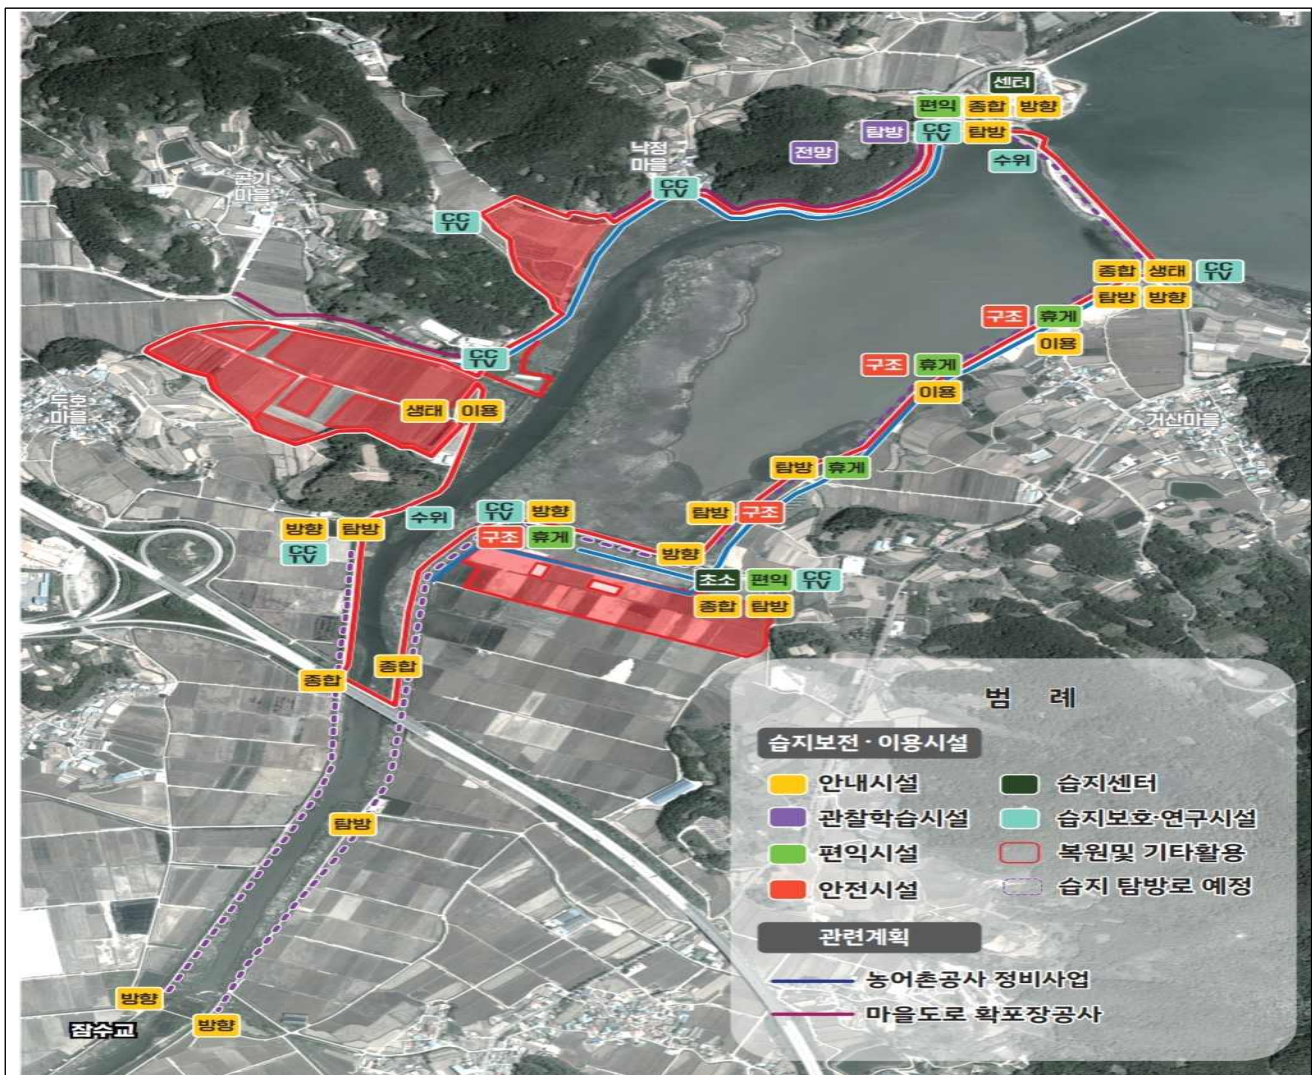 센터
편익 종합 방향
탐방 CCTV 탐방
전망
수위
낙정
마을
CCTV
곤기
마을
CCTV
종합 생태 CCTV
탐방 방향
구조 휴게
이용
CCTV
구조 휴게
이용
두호
마을
생태 이용
거산마을
탐방 휴게
CCTV 방향
탐방 구조
방향 탐방
수위
CCTV
구조 휴게
방향
초소 편익 CCTV
종합 탐방
종합
종합
탐방
방향
잠수교
방향
범 례
습지보전·이용시설
안내시설
습지센터
관찰학습시설
습지보호·연구시설
편익시설
복원및 기타활용
안전시설
습지 탐방로 예정
관련계획
농어촌공사 정비사업
마을도로 확포장공사